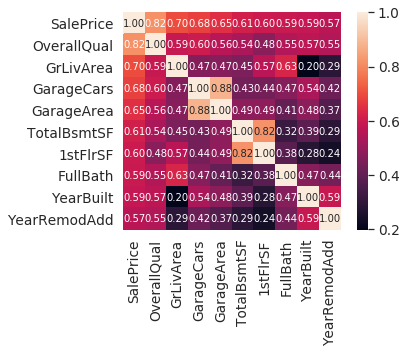 SalePrice 1.00 0.82 0.70 0.68 0.65 0.61 0.60 0.59 0.59 0.57
OverallQual 0.82 1.00 0.59 0.60 0.56 0.54 0.48 0.55 0.57 0.55
GrLivArea 0.70 0.59 1.00 0.47 0.47 0.45 0.57 0.63 0.20 0.29
GarageCars 0.68 0.60 0.47 1.00 0.88 0.43 0.44 0.47 0.54 0.42
GarageArea 0.65 0.56 0.47 0.88 1.00 0.49 0.49 0.41 0.48 0.37
TotalBsmtSF 0.61 0.54 0.45 0.43 0.49 1.00 0.82 0.32 0.39 0.29
1stFlrSF 0.60 0.48 0.57 0.44 0.49 0.82 1.00 0.38 0.28 0.24
FullBath 0.59 0.55 0.63 0.47 0.41 0.32 0.38 1.00 0.47 0.44
YearBuilt 0.59 0.57 0.20 0.54 0.48 0.39 0.28 0.47 1.00 0.59
YearRemodAdd 0.57 0.55 0.29 0.42 0.37 0.29 0.24 0.44 0.59 1.00
SalePrice
OverallQual
GrLivArea
GarageCars
GarageArea
TotalBsmtSF
1stFlrSF
FullBath
YearBuilt
YearRemodAdd
1.0
0.8
0.6
0.4
0.2